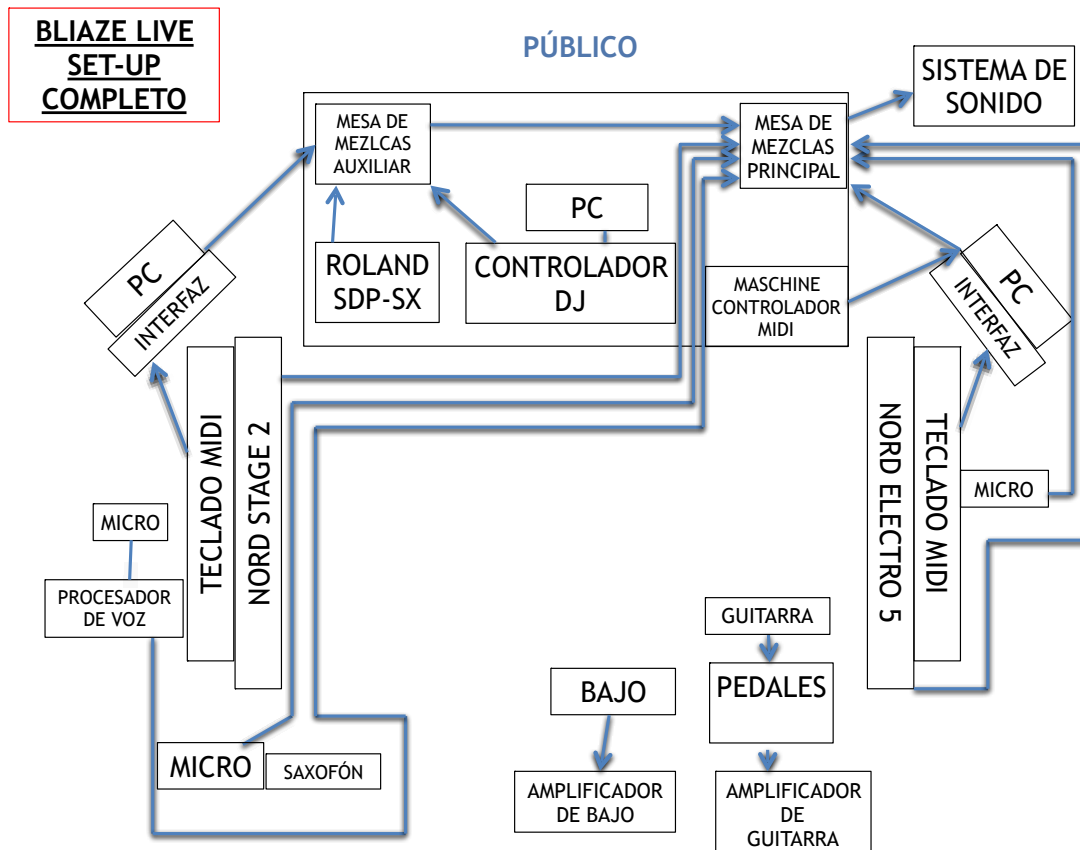 BLIAZE LIVE
SET-UP
COMPLETO
PÚBLICO
SISTEMA DE
SONIDO
MESA DE
MEZLCAS
AUXILIAR
MESA DE
MEZCLAS
PRINCIPAL
PC
ROLAND
SDP-SX
CONTROLADOR
DJ
MASCHINE
CONTROLADOR
MIDI
PC
INTERFAZ
PC
INTERFAZ
TECLADO MIDI
NORD STAGE 2
NORD ELECTRO 5
TECLADO MIDI
MICRO
MICRO
PROCESADOR
DE VOZ
GUITARRA
BAJO
PEDALES
MICRO
SAXOFÓN
AMPLIFICADOR
DE BAJO
AMPLIFICADOR
DE
GUITARRA